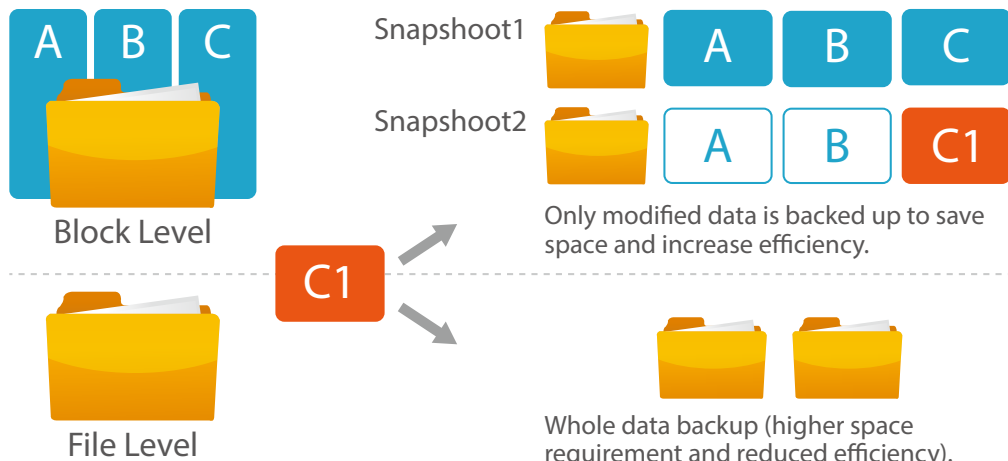 A B C
Block Level
Snapshoot1
A B C
Snapshoot2
A B C1
Only modified data is backed up to save
space and increase efficiency.
C1
File Level
Whole data backup (higher space
requirement and reduced efficiency).